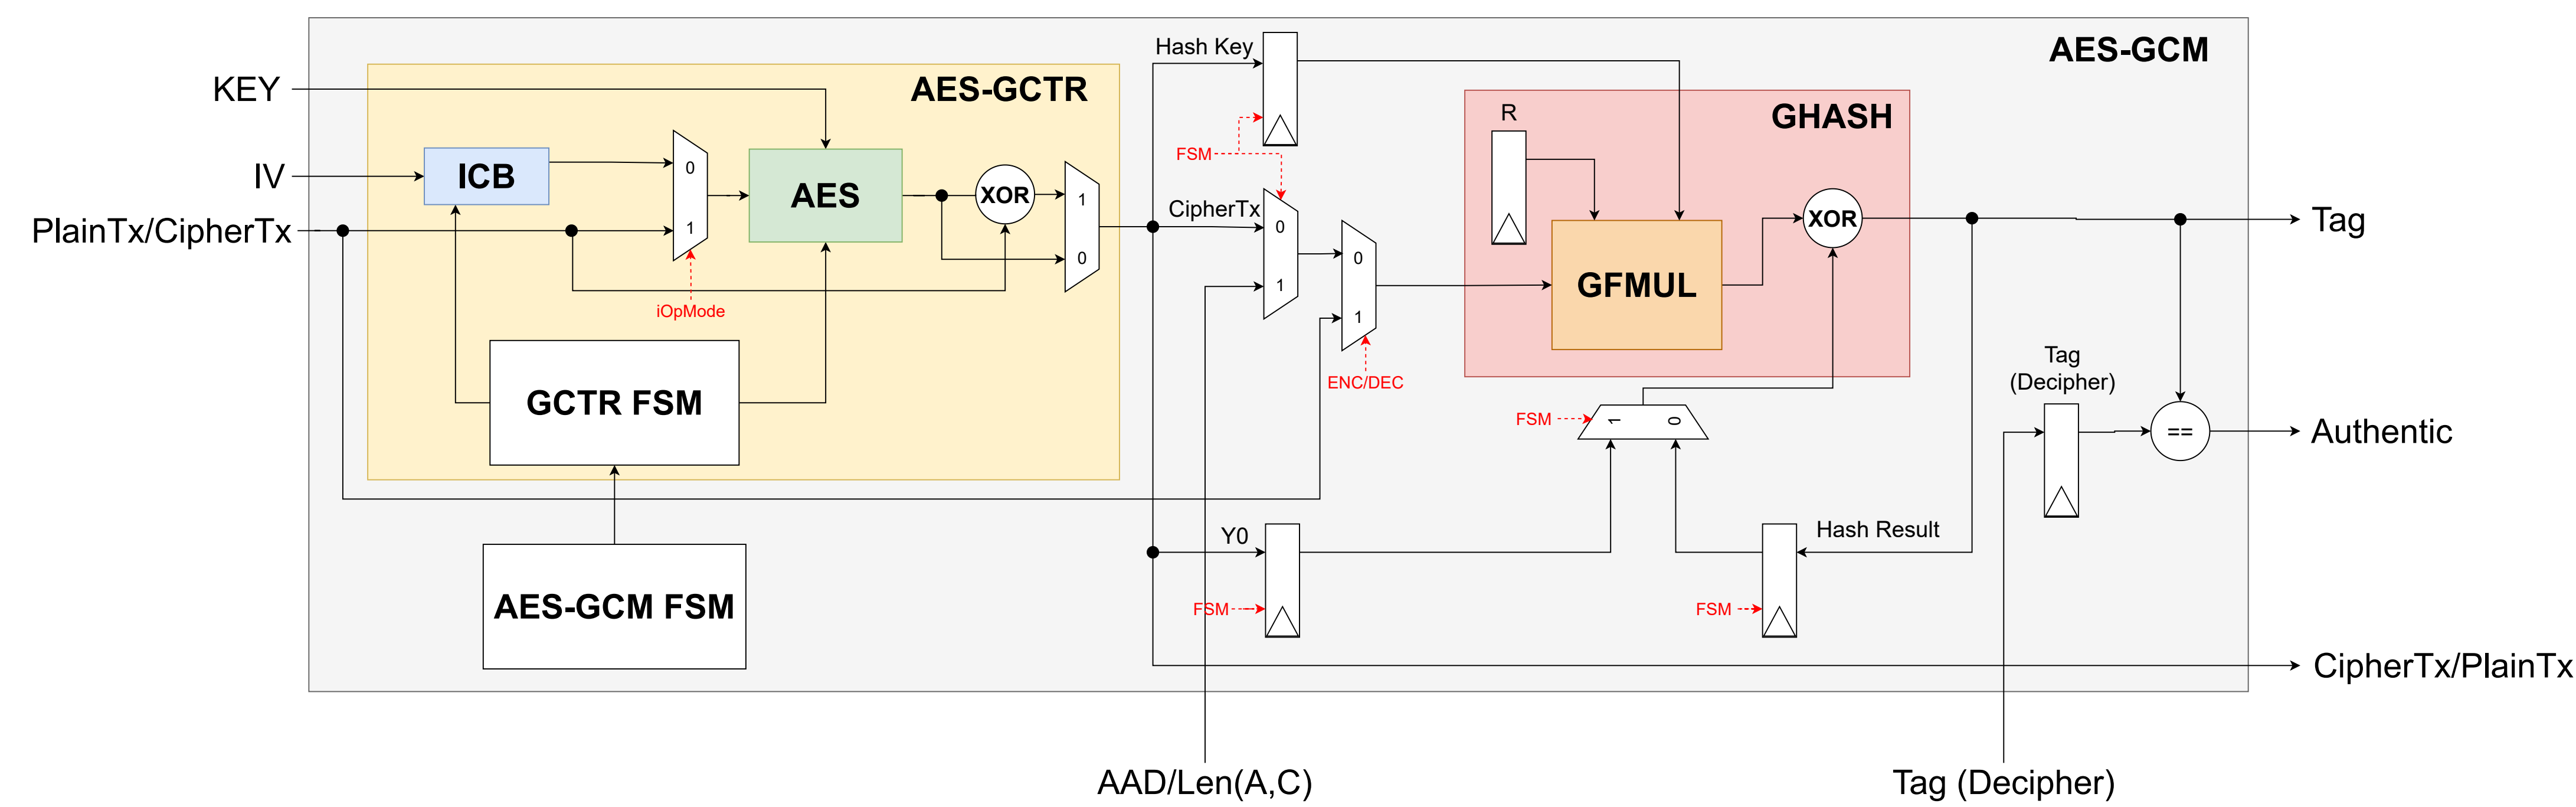 AES-GCM
Hash Key
KEY
AES-GCTR
R
GHASH
FSM
IV
ICB
0
1
AES
XOR
1
0
CipherTx
0
1
0
1
XOR
Tag
PlainTx/CipherTx
GFMUL
iOpMode
ENC/DEC
Tag
(Decipher)
GCTR FSM
FSM
1
0
==
Authentic
Y0
Hash Result
AES-GCM FSM
FSM
FSM
CipherTx/PlainTx
AAD/Len(A,C)
Tag (Decipher)